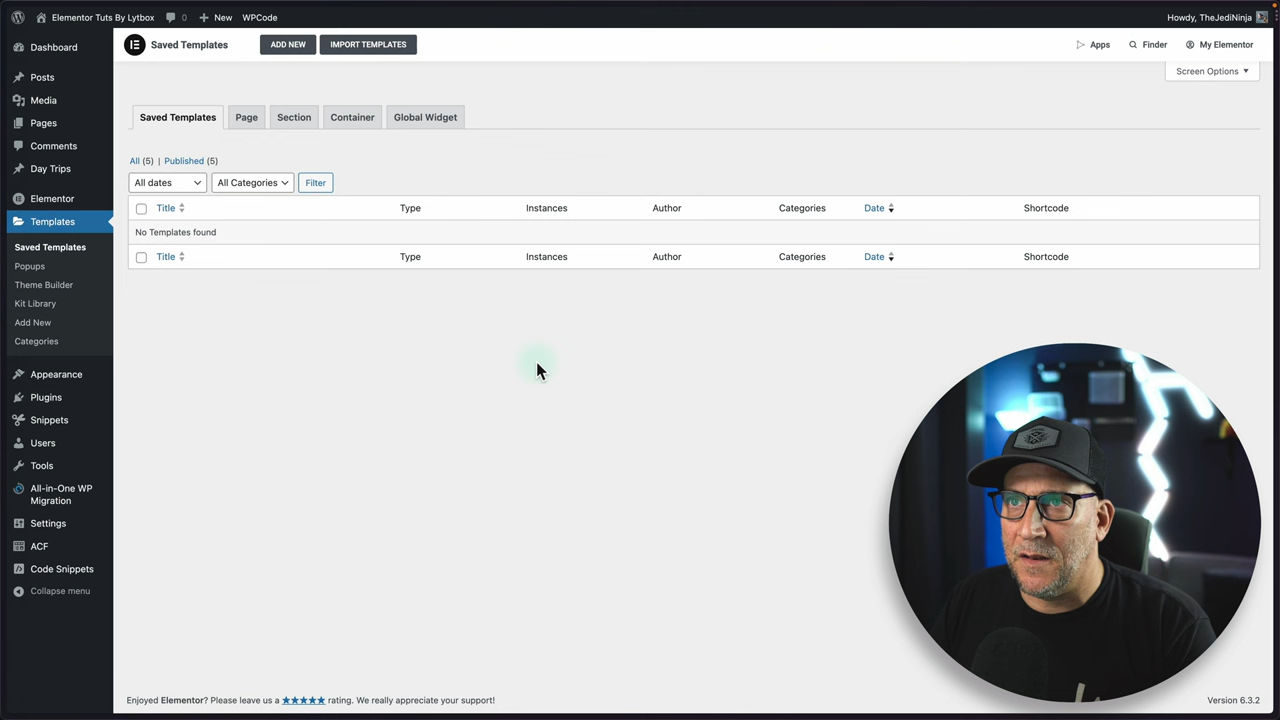 Elementor Tuts By Lytbox 0 New WPCode Howdy, TheJediNinja
Saved Templates ADD NEW IMPORT TEMPLATES Apps Finder My Elementor
Screen Options
Dashboard
Posts
Media
Pages
Comments
Day Trips
Elementor
Templates
Saved Templates
Popups
Theme Builder
Kit Library
Add New
Categories
Appearance
Plugins
Snippets
Users
Tools
All-in-One WP
Migration
Settings
ACF
Code Snippets
Collapse menu
Saved Templates Page Section Container Global Widget
All (5) | Published (5)
All dates All Categories Filter
Title Type Instances Author Categories Date Shortcode
No Templates found
Title Type Instances Author Categories Date Shortcode
Enjoyed Elementor? Please leave us a ★★★★★ rating. We really appreciate your support! Version 6.3.2